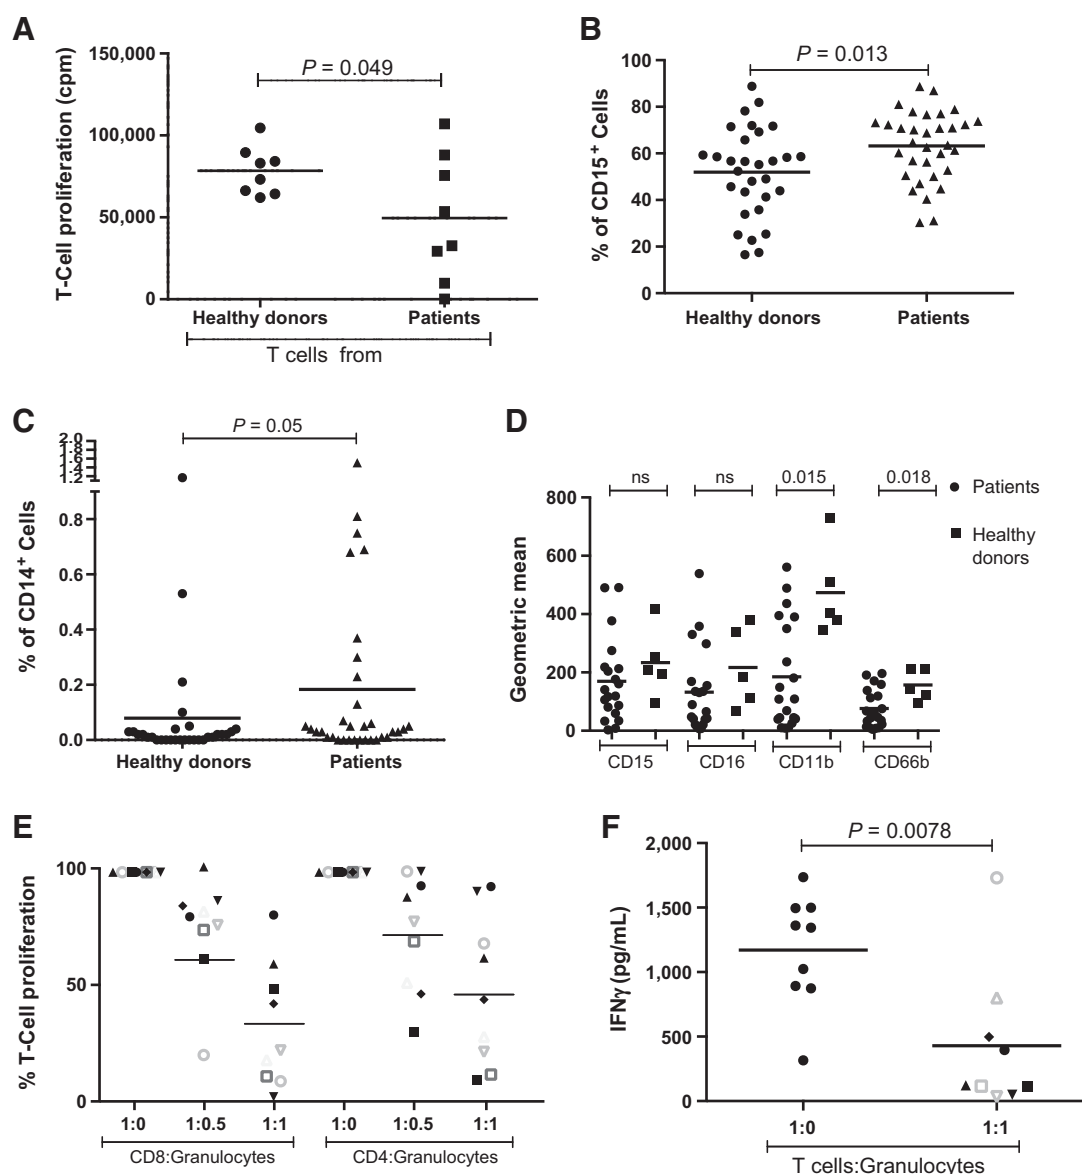 A
T-Cell proliferation (cpm)
150,000
100,000
50,000
0
P = 0.049
Healthy donors
Patients
T cells from
B
% of CD15+ Cells
100
80
60
40
20
0
P = 0.013
Healthy donors
Patients
C
% of CD14+ Cells
2.0
1.8
1.6
1.4
1.2
0.8
0.6
0.4
0.2
0.0
P = 0.05
Healthy donors
Patients
D
Geometric mean
800
600
400
200
0
ns
ns
0.015
0.018
Patients
Healthy
donors
CD15
CD16
CD11b
CD66b
E
% T-Cell proliferation
100
50
0
1:0
1:0.5
1:1
1:0
1:0.5
1:1
CD8:Granulocytes
CD4:Granulocytes
F
IFNγ (pg/mL)
2,000
1,500
1,000
500
0
P = 0.0078
1:0
1:1
T cells:Granulocytes